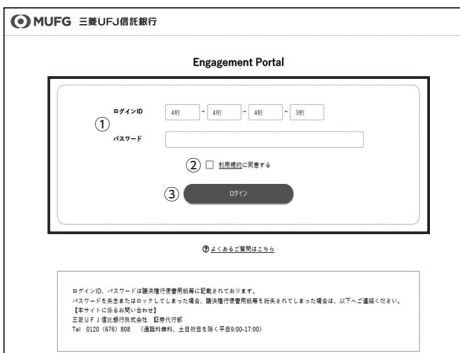 MUFG 三菱UFJ信託銀行
Engagement Portal
①
ログインID 4桁 - 4桁 - 4桁 - 3桁
パスワード
② 利用規約に同意する
③ ログイン
? よくあるご質問はこちら
ログインID、パスワードは議決権行使書用紙等に記載されております。
パスワードを失念またはロックしてしまった場合、議決権行使書用紙等を紛失されてしまった場合は、以下へご連絡ください。
【本サイトに係るお問い合わせ】
三菱UFJ信託銀行株式会社 証券代行部
Tel 0120 (676) 808 (通話料無料、土日祝日を除く平日9:00-17:00)